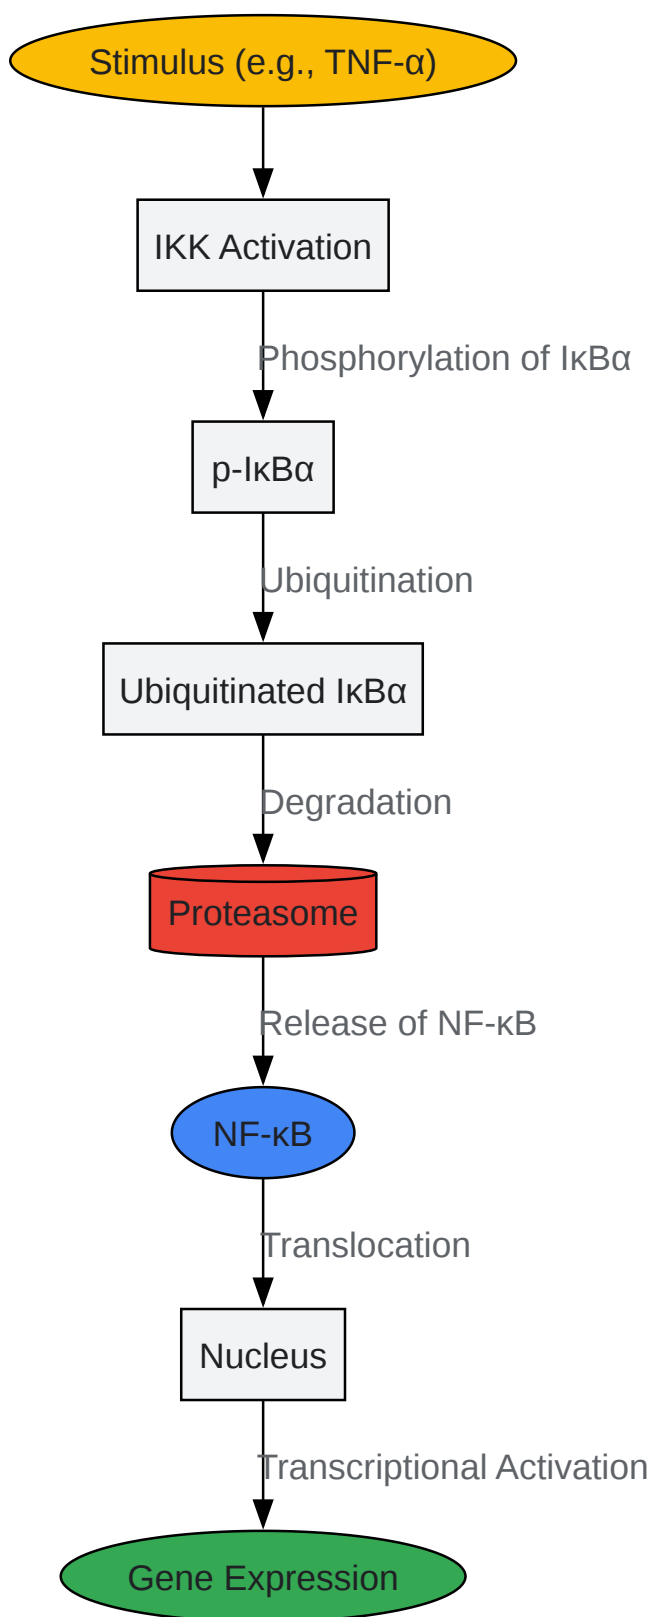 Stimulus (e.g., TNF-α)
IKK Activation
Phosphorylation of IκBα
p-IκBα
Ubiquitination
Ubiquitinated IκBα
Degradation
Proteasome
Release of NF-κB
NF-κB
Translocation
Nucleus
Transcriptional Activation
Gene Expression